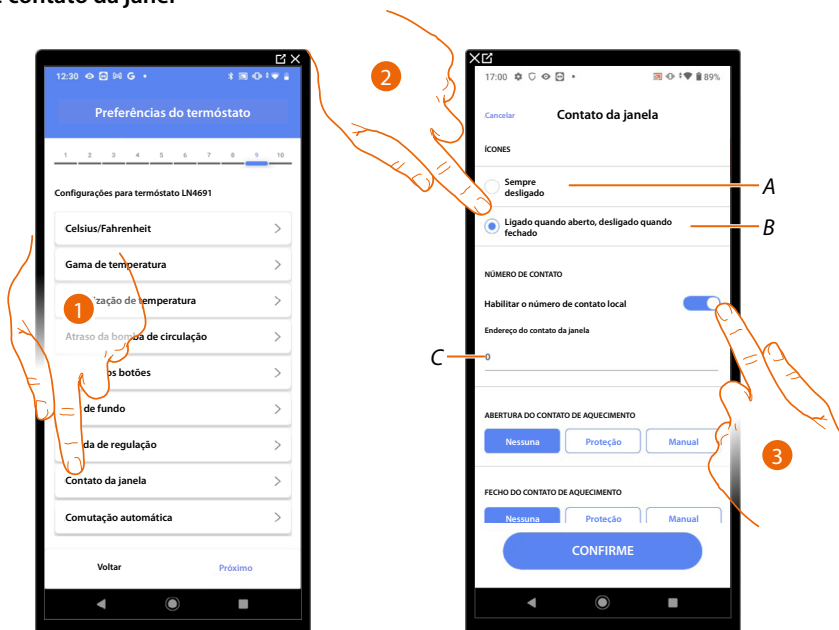 contato da janel
12:30 G
Preferências do termóstato
1 2 3 4 5 6 7 8 9 10
Configurações para termóstato LN4691
Celsius/Fahrenheit
Gama de temperatura
ização de temperatura
Atraso da bomba de circulação
os botões
de fundo
da de regulação
Contato da janela
Comutação automática
Voltar Próximo
1
2
17:00 89%
Cancelar Contato da janela
ÍCONES
Sempre
desligado
A
Ligado quando aberto, desligado quando
fechado
B
NÚMERO DE CONTATO
Habilitar o número de contato local
Endereço do contato da janela
C
0
ABERTURA DO CONTATO DE AQUECIMENTO
Nessuna Proteção Manual
3
FECHO DO CONTATO DE AQUECIMENTO
Nessuna Proteção Manual
CONFIRME